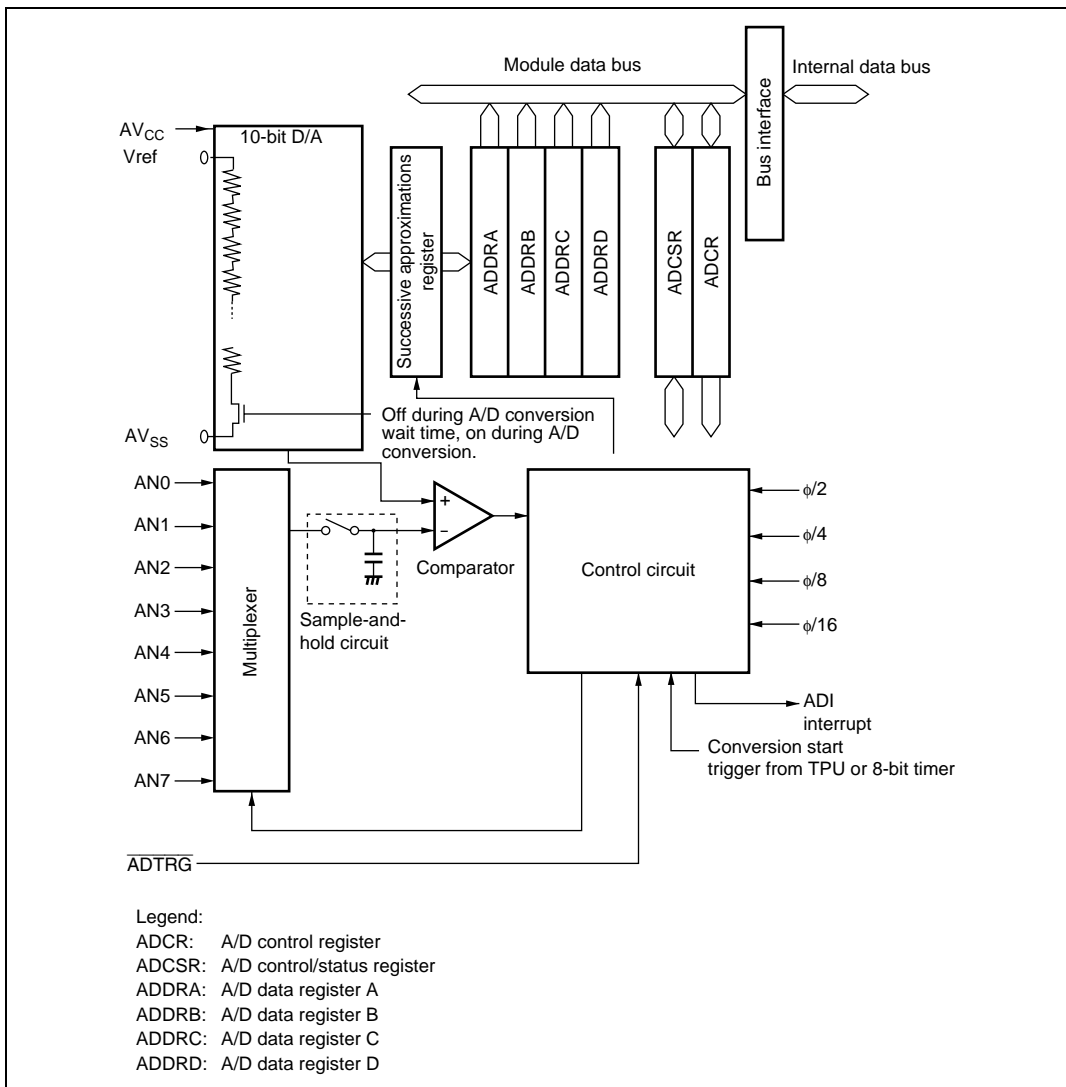 Module data bus
Internal data bus
Bus interface
AVCC
Vref
10-bit D/A
Successive approximations
register
ADDRA
ADDRB
ADDRC
ADDRD
ADCSR
ADCR
AVSS
Off during A/D conversion
wait time, on during A/D
conversion.
AN0
AN1
AN2
AN3
AN4
AN5
AN6
AN7
Multiplexer
+
−
Comparator
Sample-and-
hold circuit
Control circuit
ϕ/2
ϕ/4
ϕ/8
ϕ/16
ADI
interrupt
Conversion start
trigger from TPU or 8-bit timer
ADTRG
Legend:
ADCR: A/D control register
ADCSR: A/D control/status register
ADDRA: A/D data register A
ADDRB: A/D data register B
ADDRC: A/D data register C
ADDRD: A/D data register D